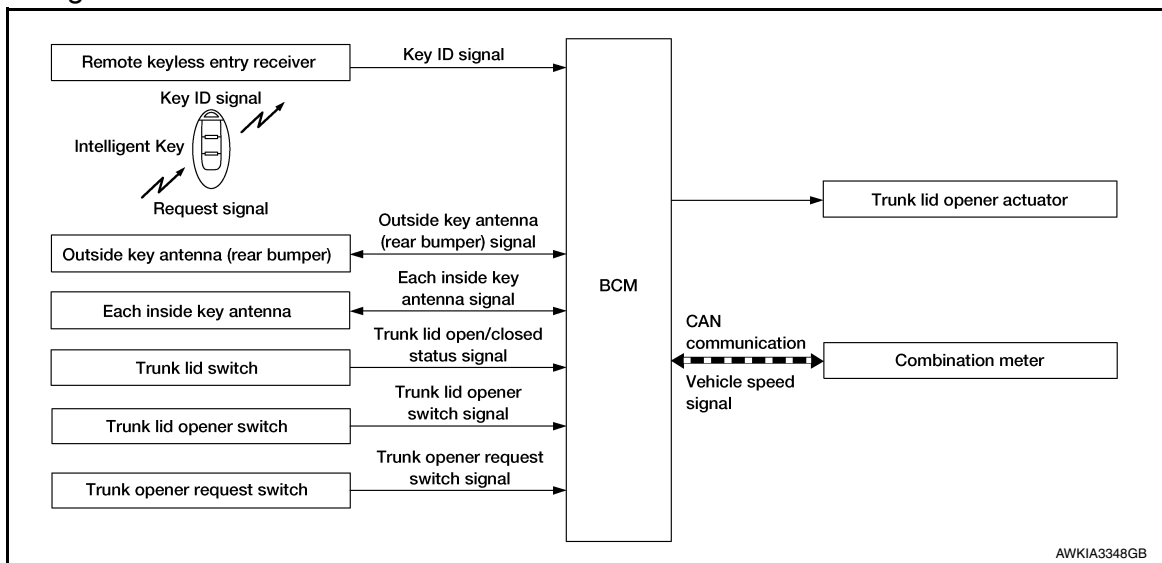 Remote keyless entry receiver
Key ID signal
Key ID signal
Intelligent Key
Request signal
Outside key antenna (rear bumper)
Outside key antenna
(rear bumper) signal
Each inside key antenna
Each inside key
antenna signal
Trunk lid switch
Trunk lid open/closed
status signal
Trunk lid opener switch
Trunk lid opener
switch signal
Trunk opener request switch
Trunk opener request
switch signal
BCM
Trunk lid opener actuator
CAN
communication
Vehicle speed
signal
Combination meter
AWKIA3348GB